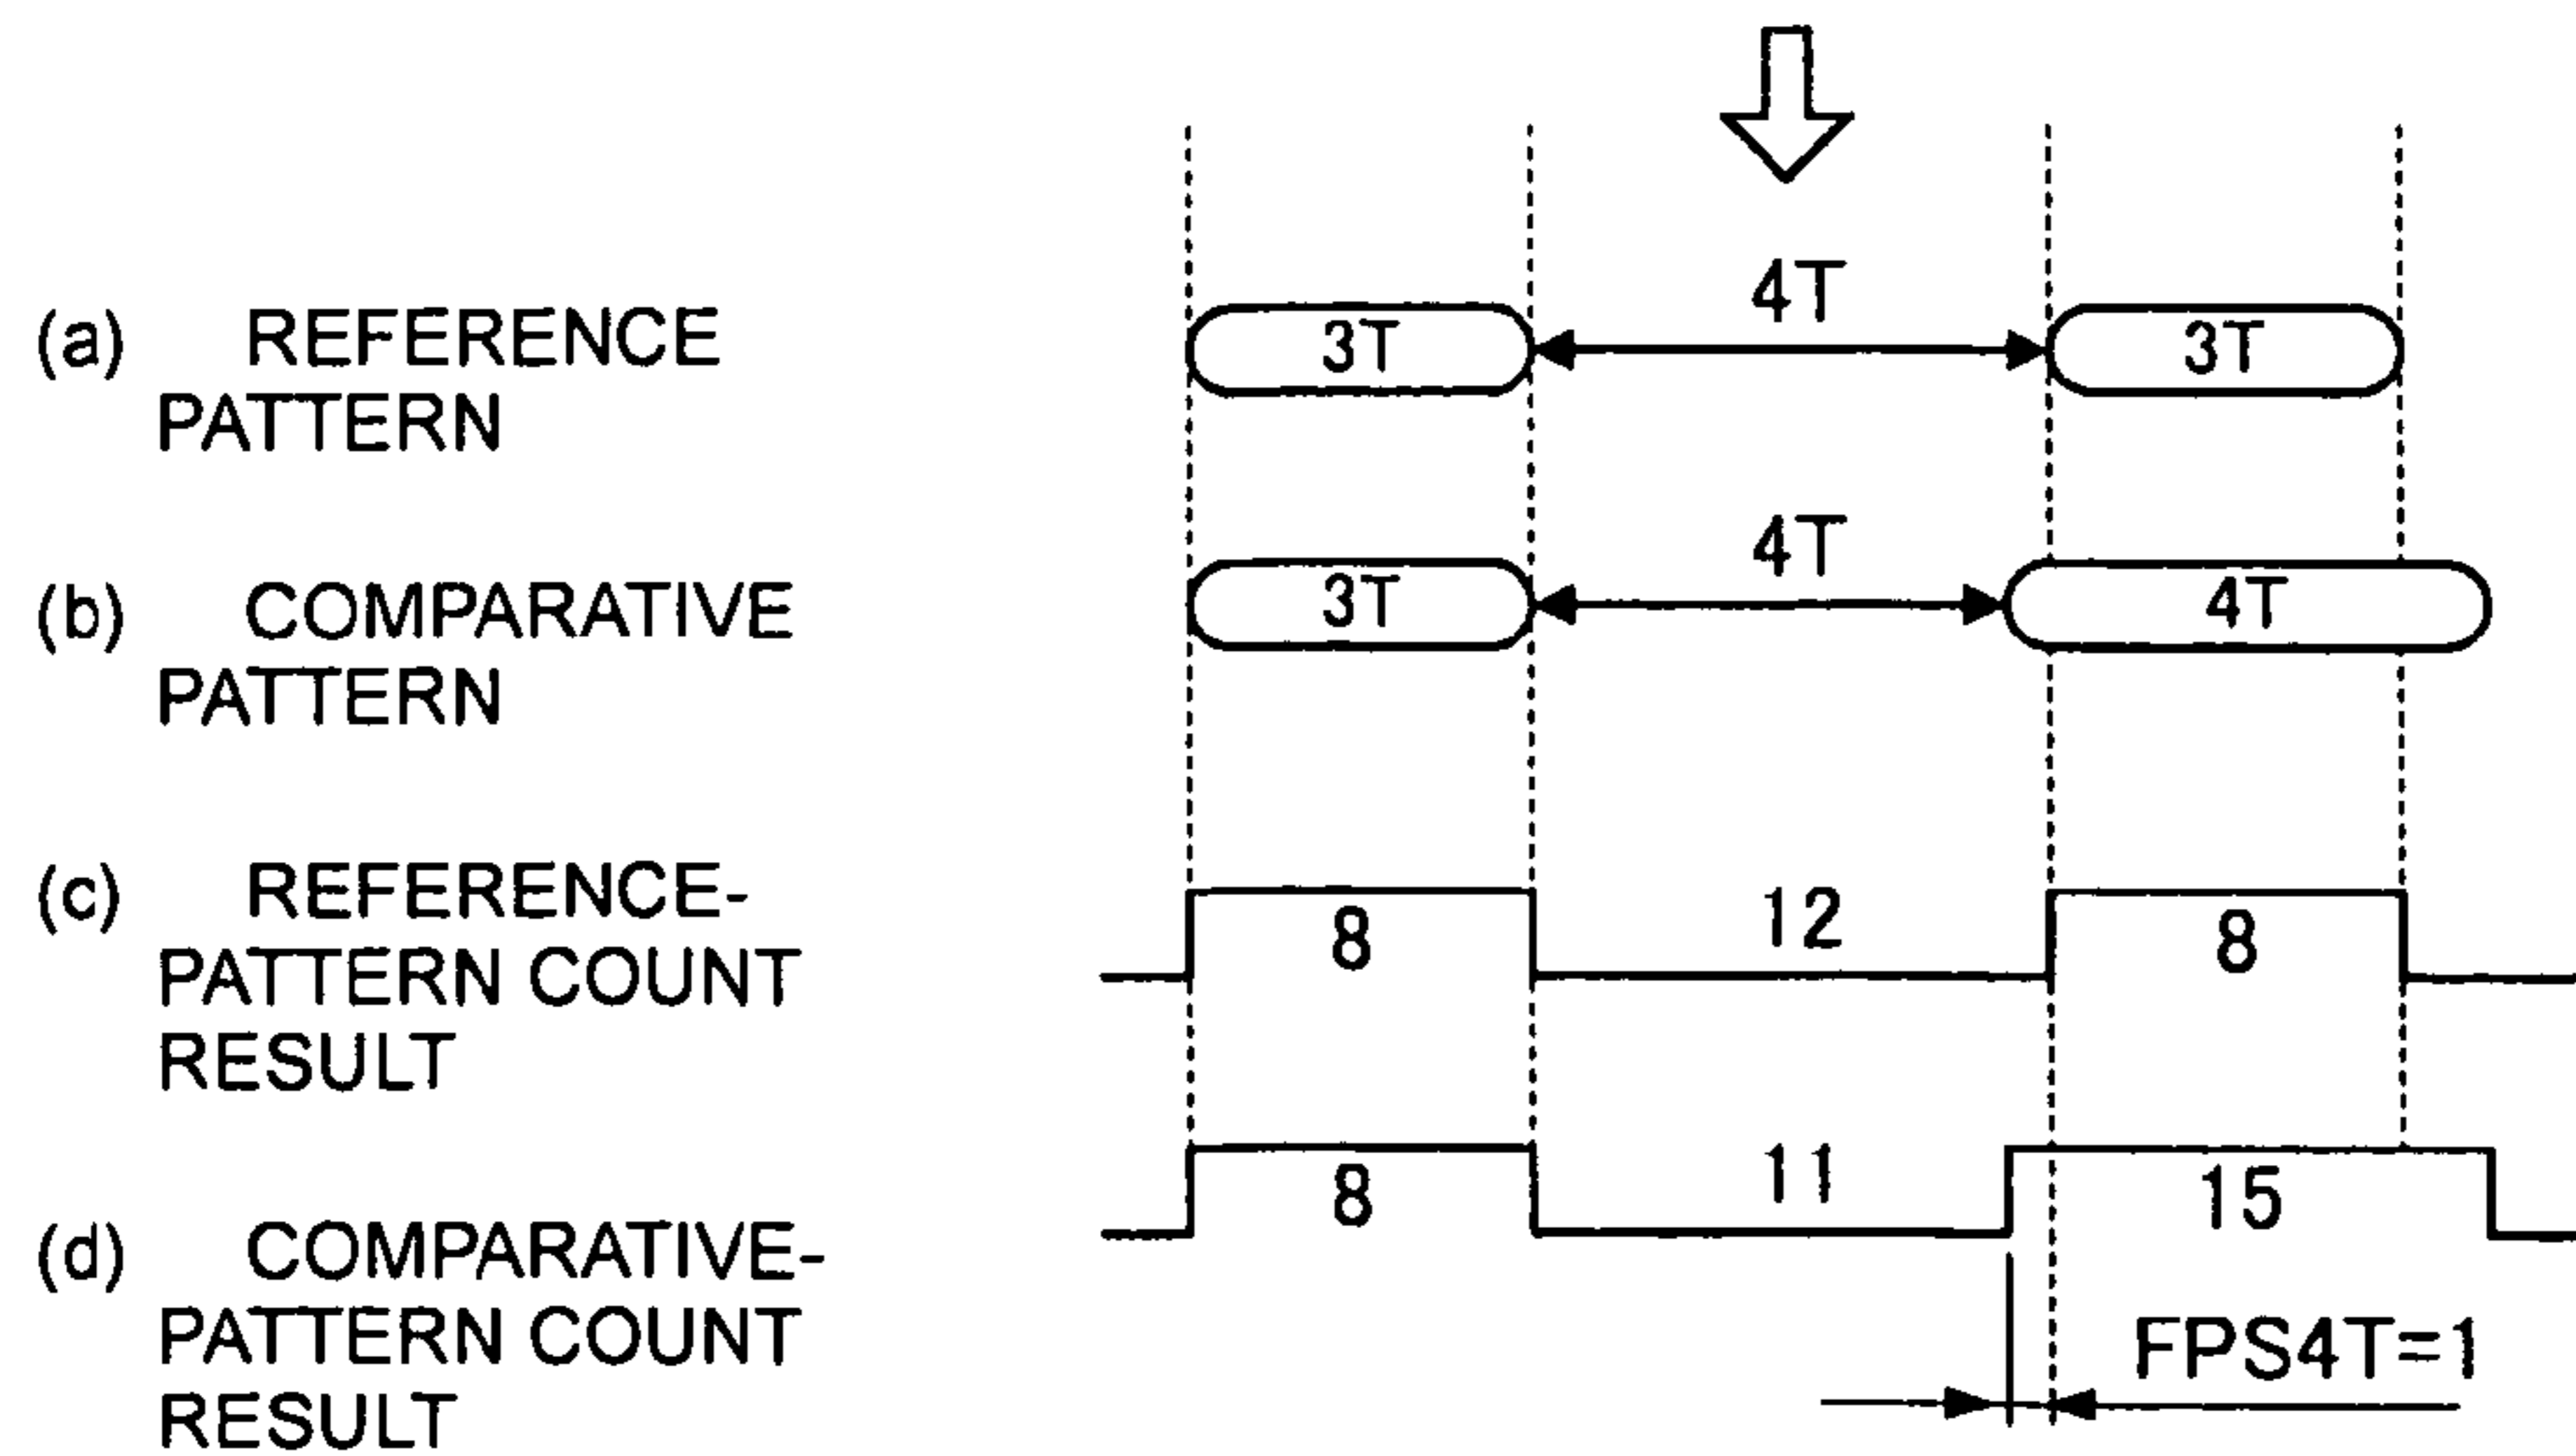 4T
(a) REFERENCE
PATTERN
3T
3T
4T
(b) COMPARATIVE
PATTERN
3T
4T
(c) REFERENCE-
PATTERN COUNT
RESULT
8
12
8
(d) COMPARATIVE-
PATTERN COUNT
RESULT
8
11
15
FPS4T=1